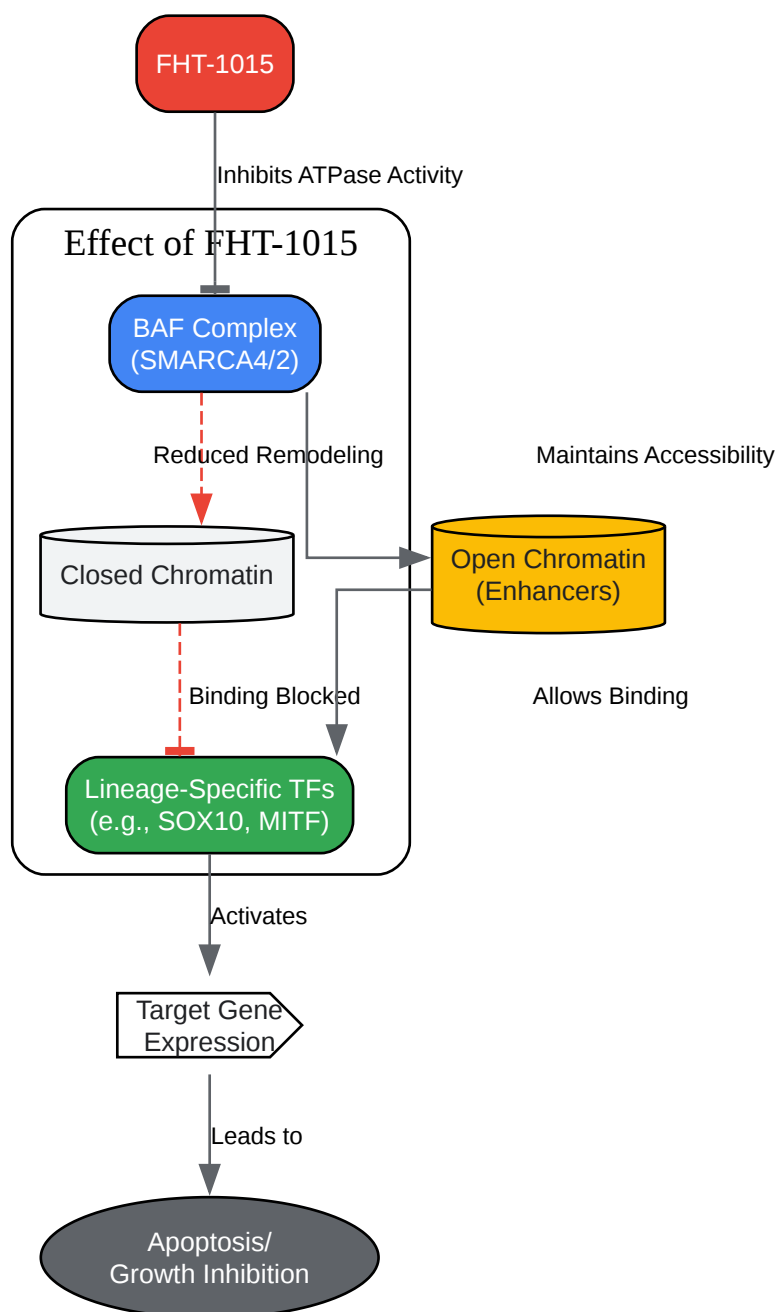 FHT-1015
Inhibits ATPase Activity
Effect of FHT-1015
BAF Complex
(SMARCA4/2)
Reduced Remodeling
Maintains Accessibility
Closed Chromatin
Open Chromatin
(Enhancers)
Binding Blocked
Allows Binding
Lineage-Specific TFs
(e.g., SOX10, MITF)
Activates
Target Gene
Expression
Leads to
Apoptosis/
Growth Inhibition